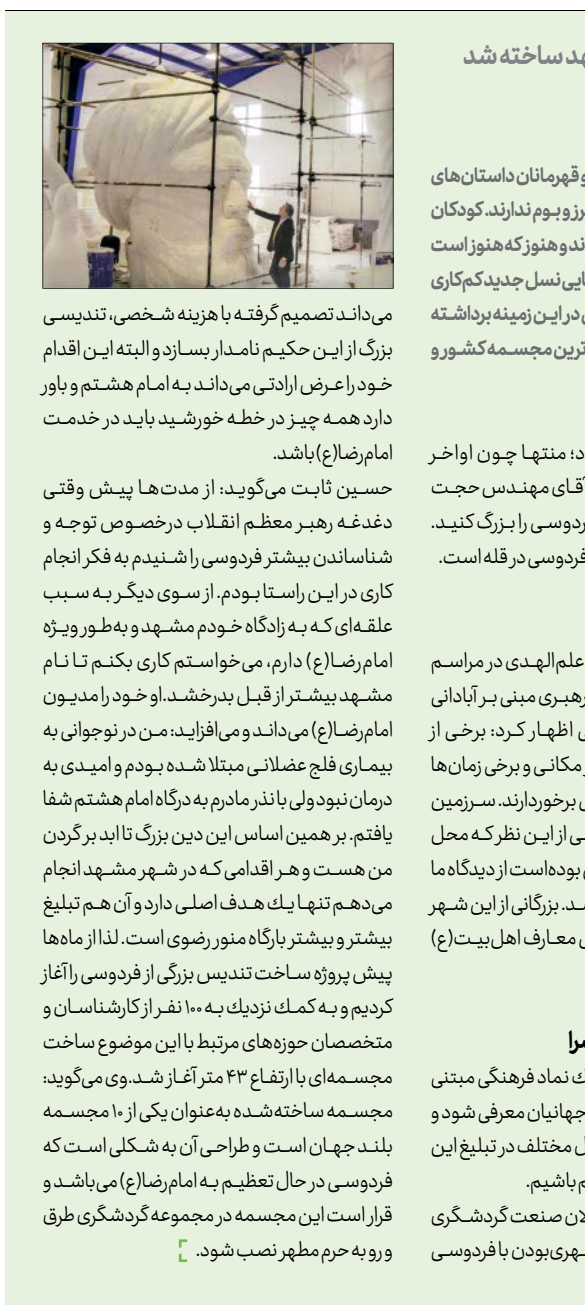 هد ساخته شد
و قهرمانان داستان‌های
رز و بوم ندارند. کودکان
ند و هنوز که هنوز است
ایی نسل جدید کم‌کاری
در این زمینه برداشته
ترین مجسمه کشور و
د؛ منتها چون اواخر
آقای مهندس حجت
ردوسی را بزرگ کنید.
فردوسی در قله است.
علم‌الهدی در مراسم
رهبری مبنی بر آبادانی
اظهار کرد: برخی از
مکانی و برخی زمان‌ها
برخوردارند. سرزمین
ی از این نظر که محل
بوده‌است از دیدگاه ما
د. بزرگانی از این شهر
معارف اهل‌بیت(ع)
سرا
ك نماد فرهنگی مبتنی
جهانیان معرفی شود و
ل مختلف در تبلیغ این
م باشیم.
لان صنعت گردشگری
هری‌بودن با فردوسی
می‌داند تصمیم گرفته با هزینه شخصی، تندیسی
بزرگ از این حکیم نامدار بسازد و البته این اقدام
خود را عرض ارادتی می‌داند به امام هشتم و باور
دارد همه چیز در خطه خورشید باید در خدمت
امام‌رضا(ع) باشد.
حسین ثابت می‌گوید: از مدت‌ها پیش وقتی
دغدغه رهبر معظم انقلاب درخصوص توجه و
شناساندن بیشتر فردوسی را شنیدم به فکر انجام
کاری در این راستا بودم. از سوی دیگر به سبب
علقه‌ای که به زادگاه خودم مشهد و به‌طور ویژه
امام‌رضا(ع) دارم، می‌خواستم کاری بکنم تا نام
مشهد بیشتر از قبل بدرخشد. او خود را مدیون
امام‌رضا(ع) می‌داند و می‌افزاید: من در نوجوانی به
بیماری فلج عضلانی مبتلا شده بودم و امیدی به
درمان نبود ولی با نذر مادرم به درگاه امام هشتم شفا
یافتم. بر همین اساس این دین بزرگ تا ابد بر گردن
من هست و هر اقدامی که در شهر مشهد انجام
می‌دهم تنها یك هدف اصلی دارد و آن هم تبلیغ
بیشتر و بیشتر بارگاه منور رضوی است. لذا از ماه‌ها
پیش پروژه ساخت تندیس بزرگی از فردوسی را آغاز
کردیم و به کمك نزدیك به ۱۰۰ نفر از کارشناسان و
متخصصان حوزه‌های مرتبط با این موضوع ساخت
مجسمه‌ای با ارتفاع ۴۳ متر آغاز شد. وی می‌گوید:
مجسمه ساخته‌شده به‌عنوان یکی از ۱۰ مجسمه
بلند جهان است و طراحی آن به شکلی است که
فردوسی در حال تعظیم به امام‌رضا(ع) می‌باشد و
قرار است این مجسمه در مجموعه گردشگری طرق
و رو به حرم مطهر نصب شود.